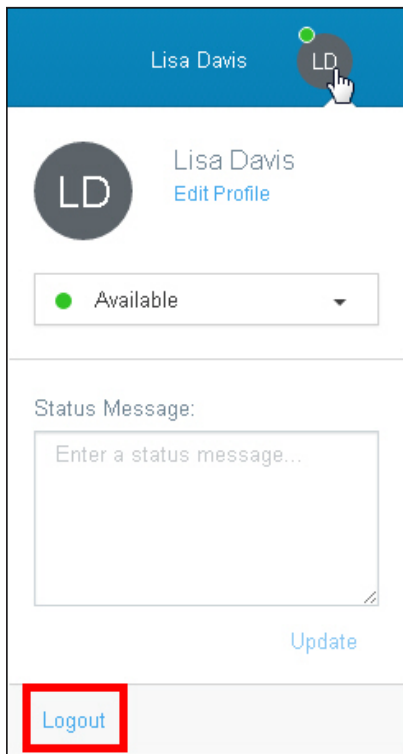 Lisa Davis LD
LD
Lisa Davis
Edit Profile
Available
Status Message:
Enter a status message...
Update
Logout